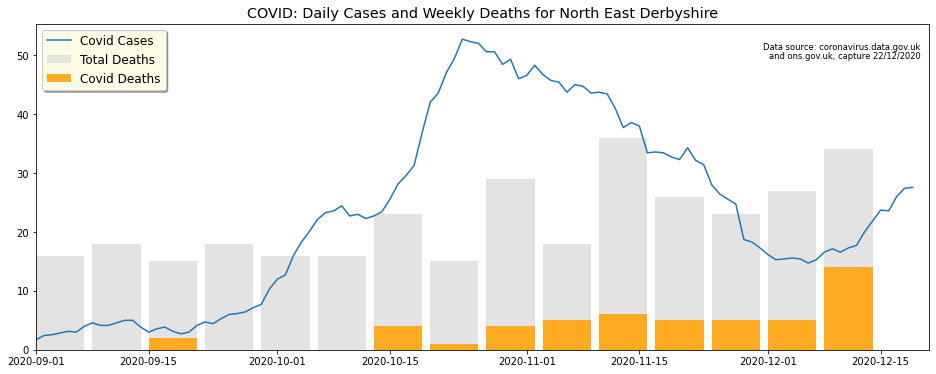 COVID: Daily Cases and Weekly Deaths for North East Derbyshire
Covid Cases
Total Deaths
Covid Deaths
Data source: coronavirus.data.gov.uk
and ons.gov.uk, capture 22/12/2020
50
40
30
20
10
0
2020-09-01
2020-09-15
2020-10-01
2020-10-15
2020-11-01
2020-11-15
2020-12-01
2020-12-15